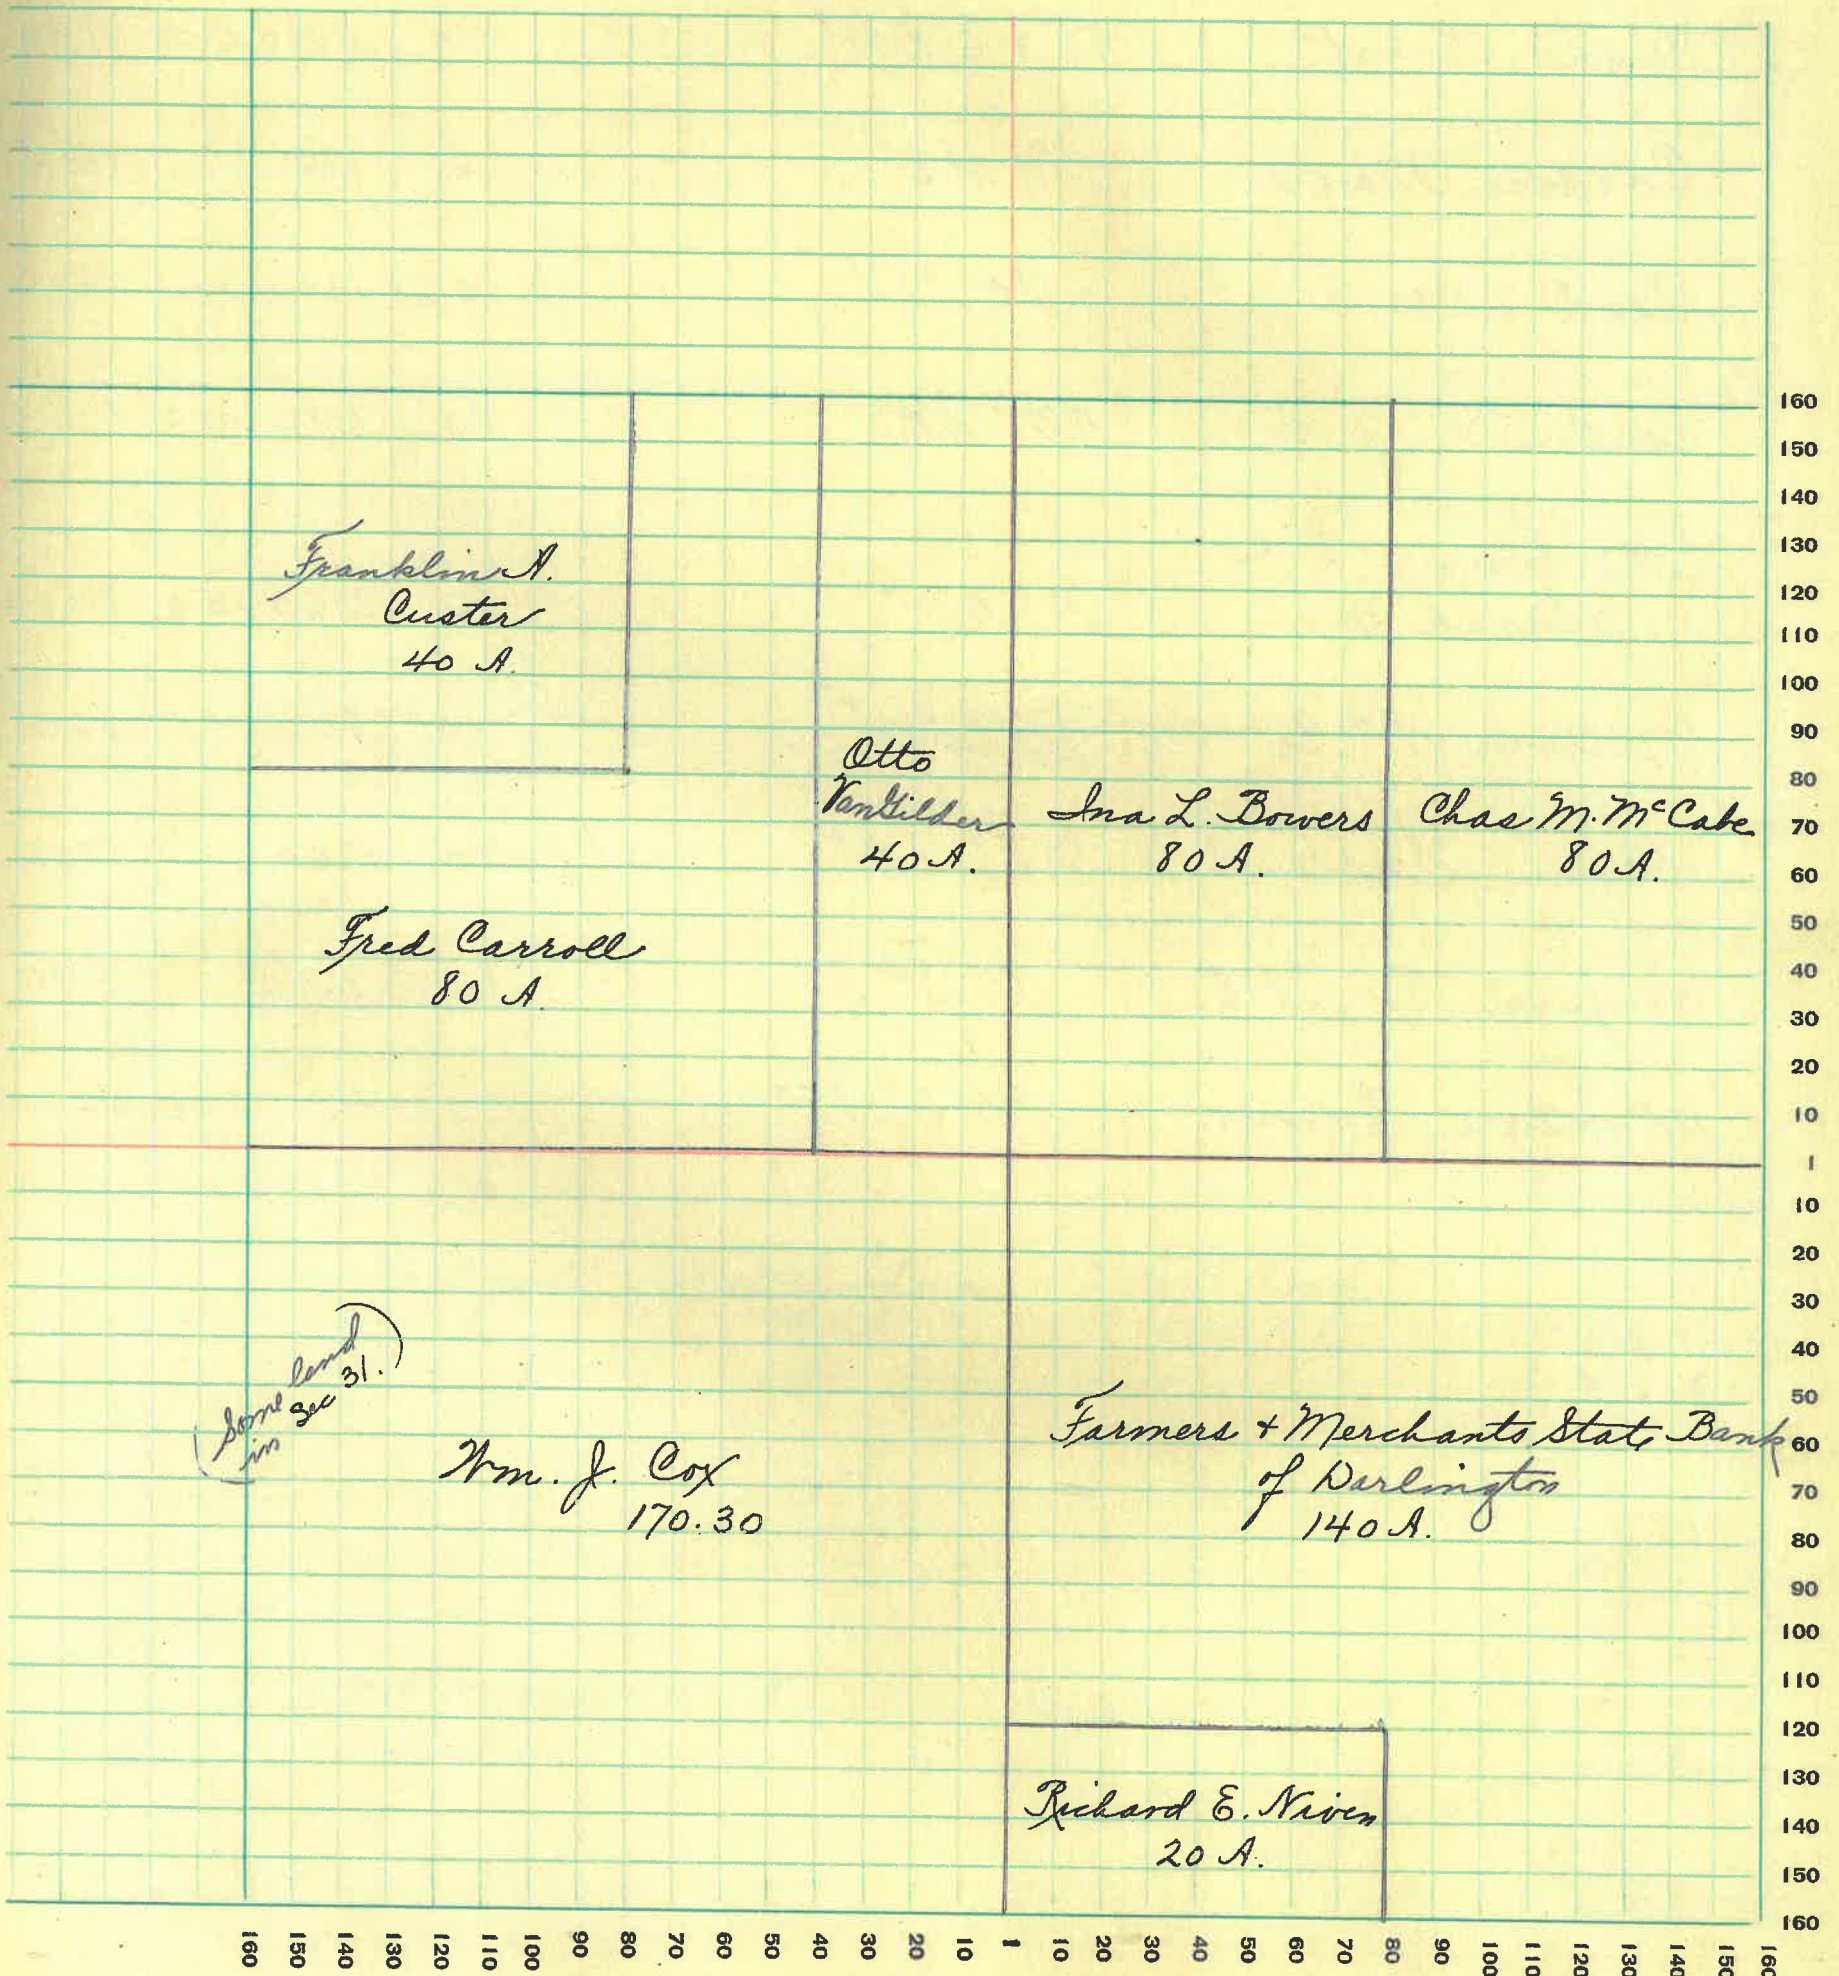 Franklin A.
Custer
40 A.
Otto
VanGilder
40 A.
Ina L. Bowers
80 A.
Chas M. McCabe
80 A.
Fred Carroll
80 A.
(Some land
in Sec 31.)
Wm. J. Cox
170.30
Farmers + Merchants State Bank
of Darlington
140 A.
Richard E. Niven
20 A.
160
150
140
130
120
110
100
90
80
70
60
50
40
30
20
10
1
10
20
30
40
50
60
70
80
90
100
110
120
130
140
150
160
160 150 140 130 120 110 100 90 80 70 60 50 40 30 20 10 1 10 20 30 40 50 60 70 80 90 100 110 120 130 140 150 160